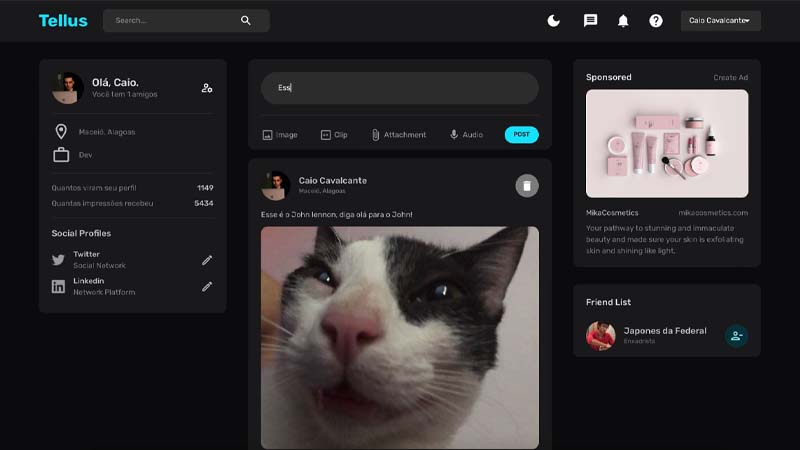 Tellus
Search...
Caio Cavalcante
Olá, Caio.
Você tem 1 amigos
Maceió, Alagoas
Dev
Quantos viram seu perfil 1149
Quantas impressões recebeu 5434
Social Profiles
Twitter
Social Network
Linkedin
Network Platform
Ess
Image Clip Attachment Audio POST
Caio Cavalcante
Maceió, Alagoas
Esse é o John lennon, diga olá para o John!
Sponsored Create Ad
MikaCosmetics mikacosmetics.com
Your pathway to stunning and immaculate
beauty and made sure your skin is exfoliating
skin and shining like light.
Friend List
Japones da Federal
Enxadrista